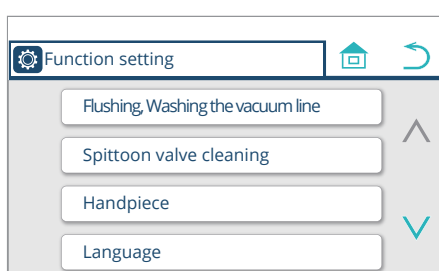 Function setting
Flushing, Washing the vacuum line
Spittoon valve cleaning
Handpiece
Language